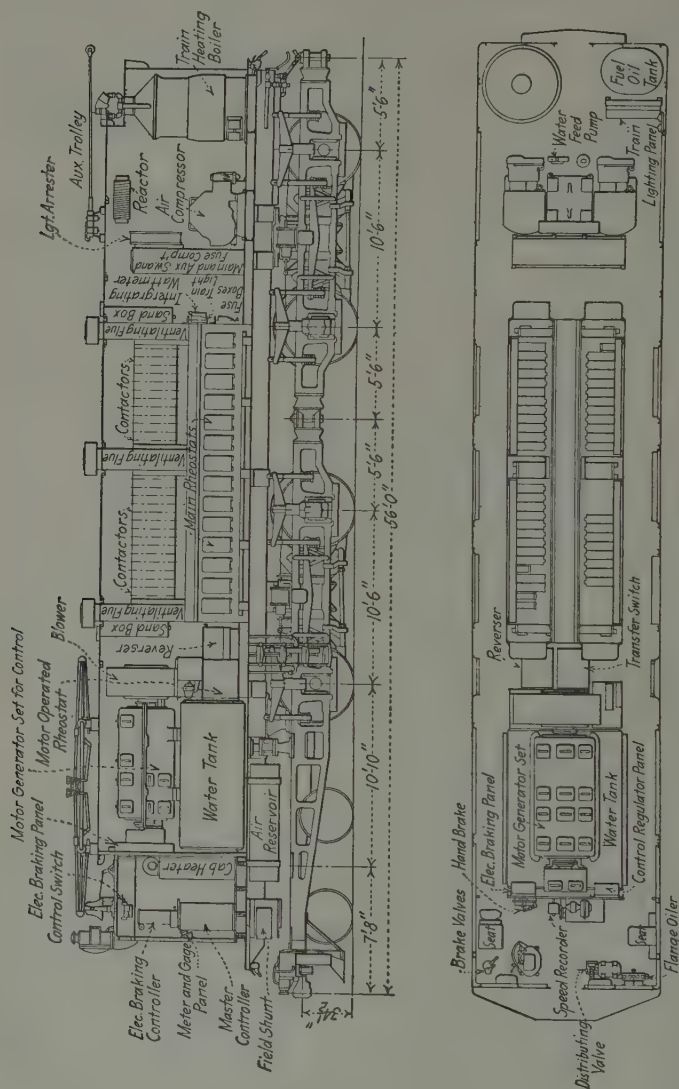 Motor Generator Set for Control
Motor Operated
Rheostat
Blower
Elec. Braking Panel
Control Switch
Aux. Trolley
Lgt. Arrester
Train
Heating
Boiler
Reactor
Air
Compressor
Main and Aux Sw. and
Fuse Compt
Intergrating
Wattmeter
Train
Light
Fuse
Boxes
Sand Box
Ventilating Flue
Contactors
Ventilating Flue
Contactors
Ventilating Flue
Sand Box
Main Rheostats
Reverser
Water Tank
Air
Reservoir
Cab Heater
Elec. Braking
Controller
Meter and Gage
Panel
Master
Controller
Field Shunt
34½"
7'-8"
10'-10"
10'-6"
5'-6"
5'-6"
10'-6"
5'-6"
56'-0"
Brake Valves
Hand Brake
Elec. Braking Panel
Reverser
Seat
Motor Generator Set
Water Tank
Control Regulator Panel
Transfer Switch
Speed Recorder
Distributing
Valve
Seat
Flange Oiler
Water
Feed
Pump
Fuel
Oil
Tank
Train
Lighting Panel